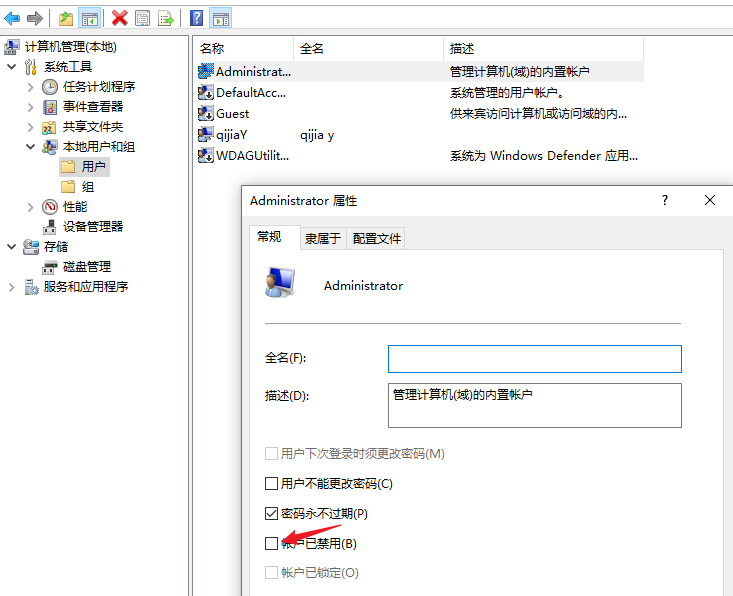 计算机管理(本地)
系统工具
任务计划程序
事件查看器
共享文件夹
本地用户和组
用户
组
性能
设备管理器
存储
磁盘管理
服务和应用程序
名称 全名 描述
Administrat... 管理计算机(域)的内置帐户
DefaultAcc... 系统管理的用户帐户。
Guest 供来宾访问计算机或访问域的内...
qijiaY qijia y
WDAGUtilit... 系统为 Windows Defender 应用...
Administrator 属性
常规 隶属于 配置文件
Administrator
全名(F):
描述(D): 管理计算机(域)的内置帐户
用户下次登录时须更改密码(M)
用户不能更改密码(C)
密码永不过期(P)
帐户已禁用(B)
帐户已锁定(O)